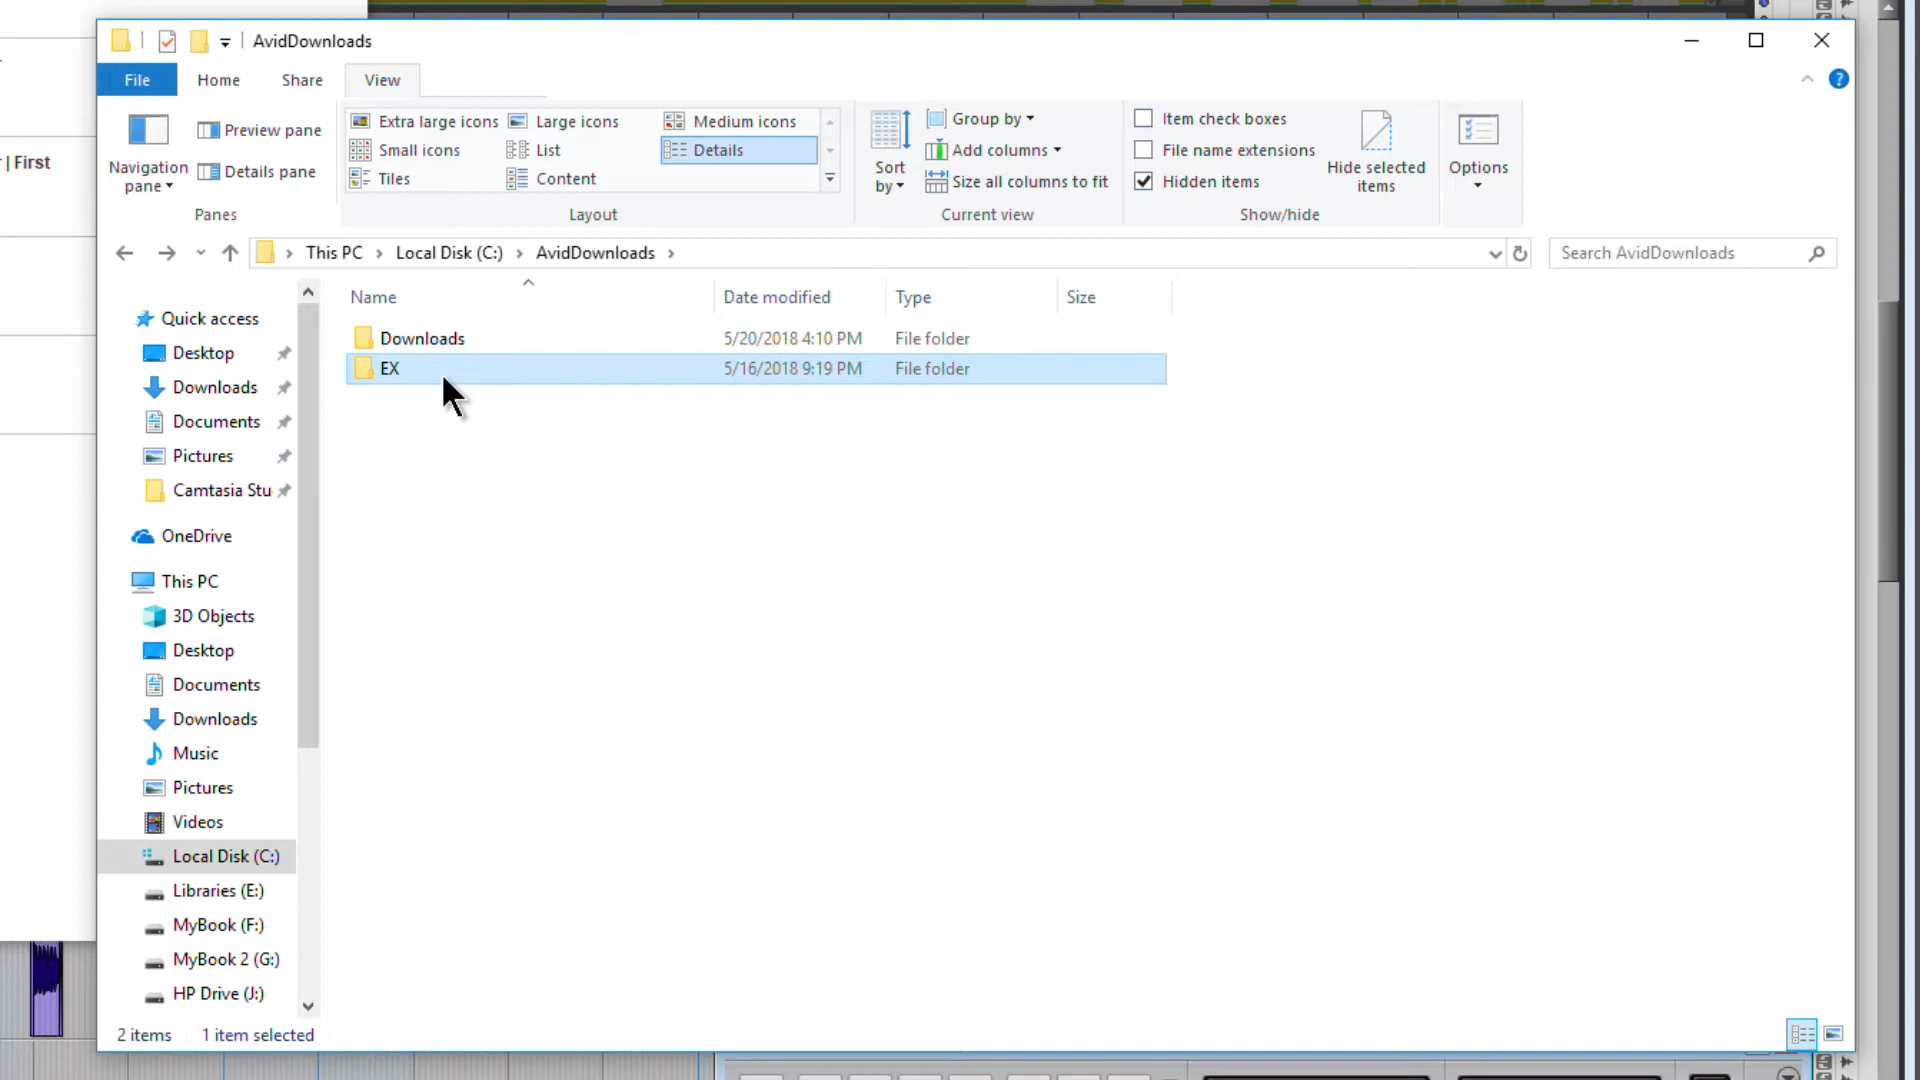 AvidDownloads
File Home Share View
Navigation pane
Preview pane
Details pane
Panes
Extra large icons Large icons Medium icons
Small icons List Details
Tiles Content
Layout
Sort by
Group by
Add columns
Size all columns to fit
Current view
Item check boxes
File name extensions
Hidden items
Hide selected items
Show/hide
Options
| First
This PC Local Disk (C:) AvidDownloads
Search AvidDownloads
Name Date modified Type Size
Downloads 5/20/2018 4:10 PM File folder
EX 5/16/2018 9:19 PM File folder
Quick access
Desktop
Downloads
Documents
Pictures
Camtasia Stu
OneDrive
This PC
3D Objects
Desktop
Documents
Downloads
Music
Pictures
Videos
Local Disk (C:)
Libraries (E:)
MyBook (F:)
MyBook 2 (G:)
HP Drive (J:)
2 items 1 item selected